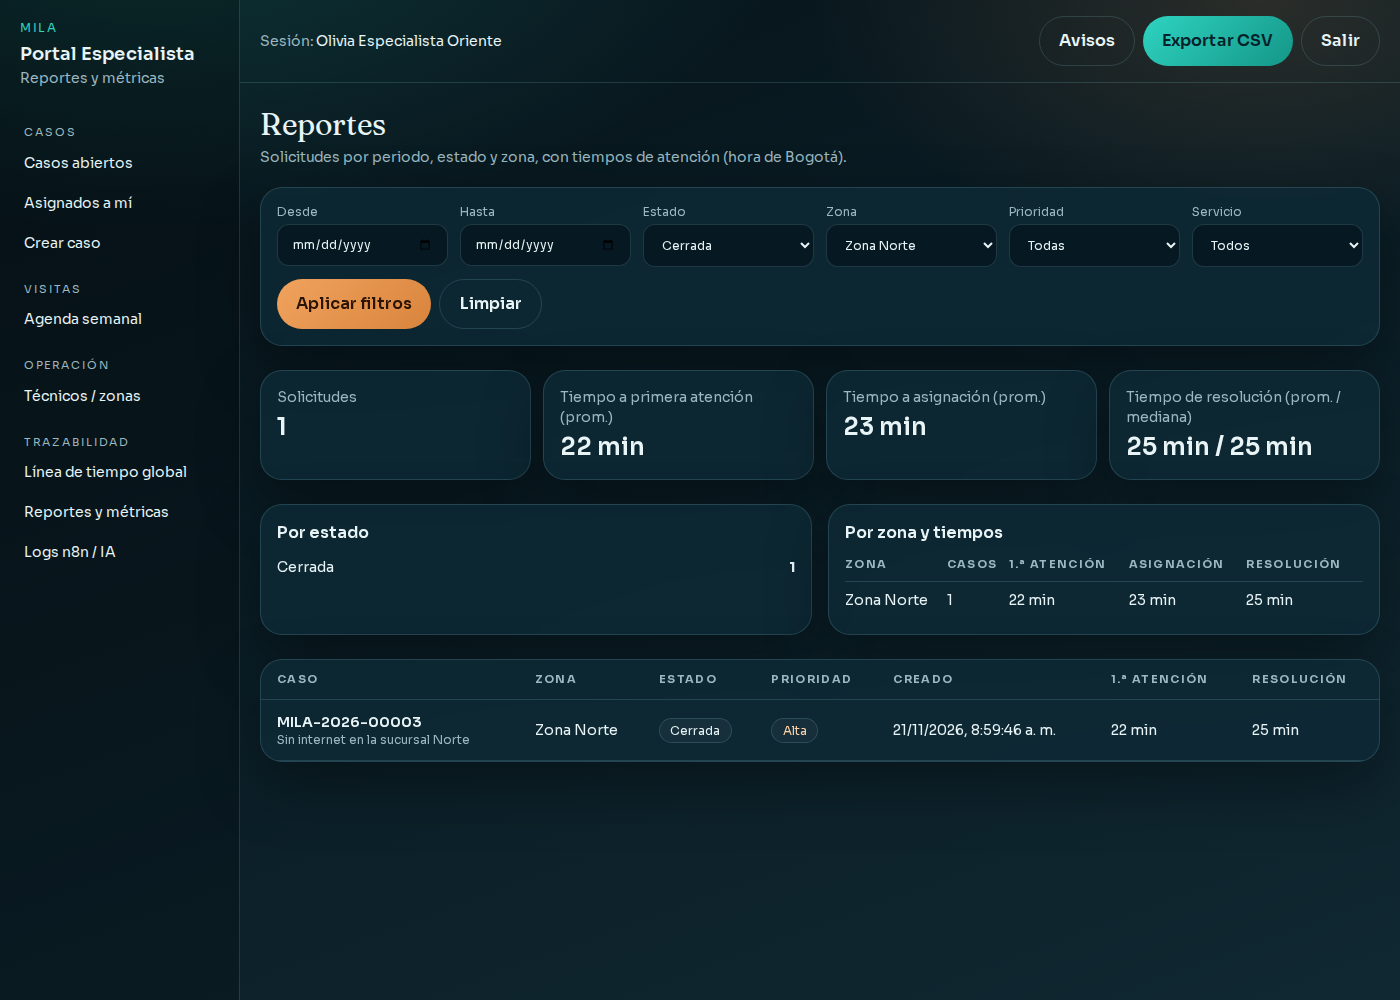 MILA
Portal Especialista
Reportes y métricas
CASOS
Casos abiertos
Asignados a mí
Crear caso
VISITAS
Agenda semanal
OPERACIÓN
Técnicos / zonas
TRAZABILIDAD
Línea de tiempo global
Reportes y métricas
Logs n8n / IA
Sesión: Olivia Especialista Oriente
Avisos
Exportar CSV
Salir
Reportes
Solicitudes por periodo, estado y zona, con tiempos de atención (hora de Bogotá).
Desde Hasta Estado Zona Prioridad Servicio
mm/dd/yyyy mm/dd/yyyy Cerrada Zona Norte Todas Todos
Aplicar filtros Limpiar
Solicitudes
1
Tiempo a primera atención
(prom.)
22 min
Tiempo a asignación (prom.)
23 min
Tiempo de resolución (prom. /
mediana)
25 min / 25 min
Por estado
Cerrada 1
Por zona y tiempos
ZONA CASOS 1.ª ATENCIÓN ASIGNACIÓN RESOLUCIÓN
Zona Norte 1 22 min 23 min 25 min
CASO ZONA ESTADO PRIORIDAD CREADO 1.ª ATENCIÓN RESOLUCIÓN
MILA-2026-00003
Sin internet en la sucursal Norte
Zona Norte Cerrada Alta 21/11/2026, 8:59:46 a. m. 22 min 25 min